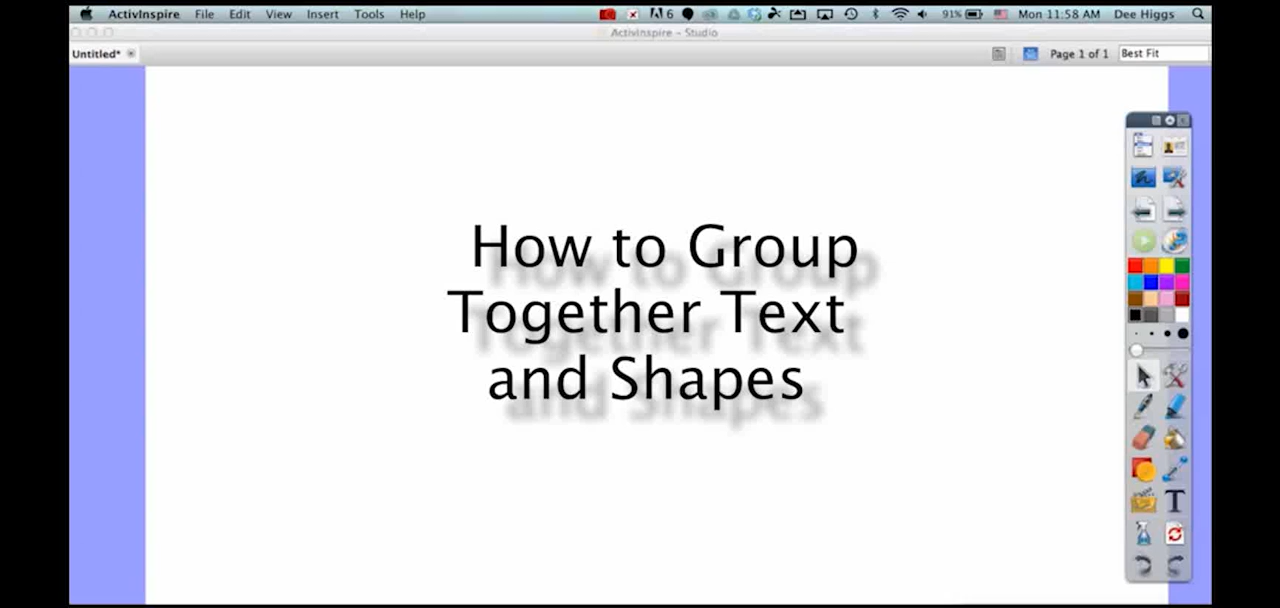 ActivInspire File Edit View Insert Tools Help 6 91% Mon 11:58 AM Dee Higgs
ActivInspire - Studio
Untitled* Page 1 of 1 Best Fit
How to Group
Together Text
and Shapes
T